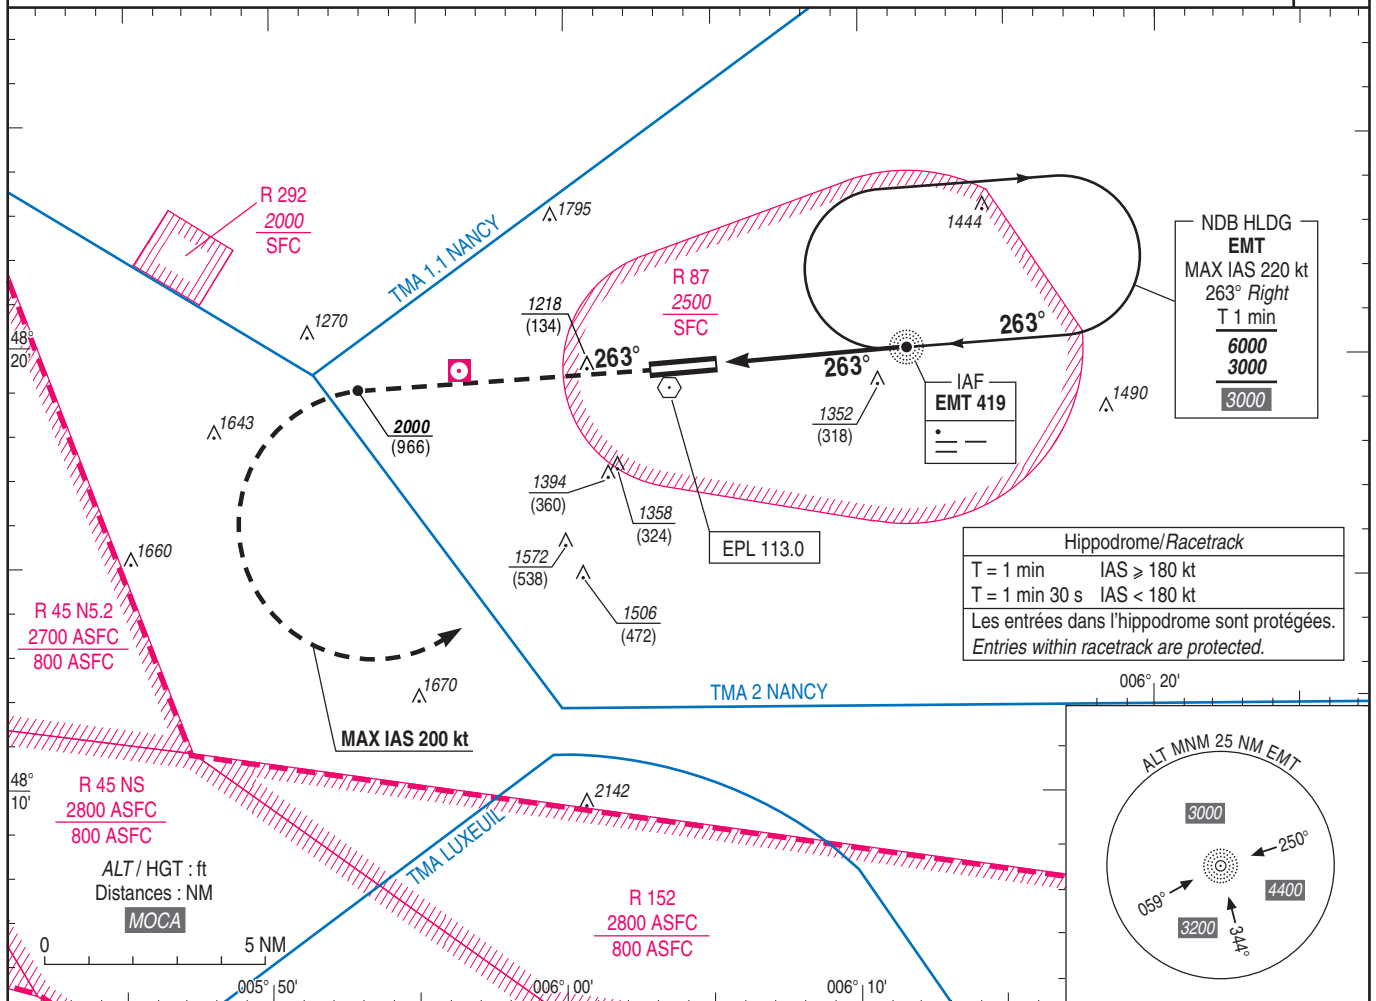 R 292
2000
SFC
1795
TMA 1.1 NANCY
1444
NDB HLDG
EMT
MAX IAS 220 kt
263° Right
T 1 min
6000
3000
3000
R 87
2500
SFC
1218
(134)
1270
48°
20'
263°
263°
263°
IAF
EMT 419
1352
(318)
1490
2000
(966)
1643
1394
(360)
1358
(324)
EPL 113.0
1572
(538)
1506
(472)
1660
Hippodrome/Racetrack
T = 1 min IAS ⩾ 180 kt
T = 1 min 30 s IAS < 180 kt
Les entrées dans l'hippodrome sont protégées.
Entries within racetrack are protected.
R 45 N5.2
2700 ASFC
800 ASFC
1670
TMA 2 NANCY
006° 20'
MAX IAS 200 kt
48°
10'
R 45 NS
2800 ASFC
800 ASFC
2142
TMA LUXEUIL
ALT MNM 25 NM EMT
3000
250°
059°
4400
3200
344°
ALT / HGT : ft
Distances : NM
MOCA
R 152
2800 ASFC
800 ASFC
0 5 NM
005° 50'
006° 00'
006° 10'